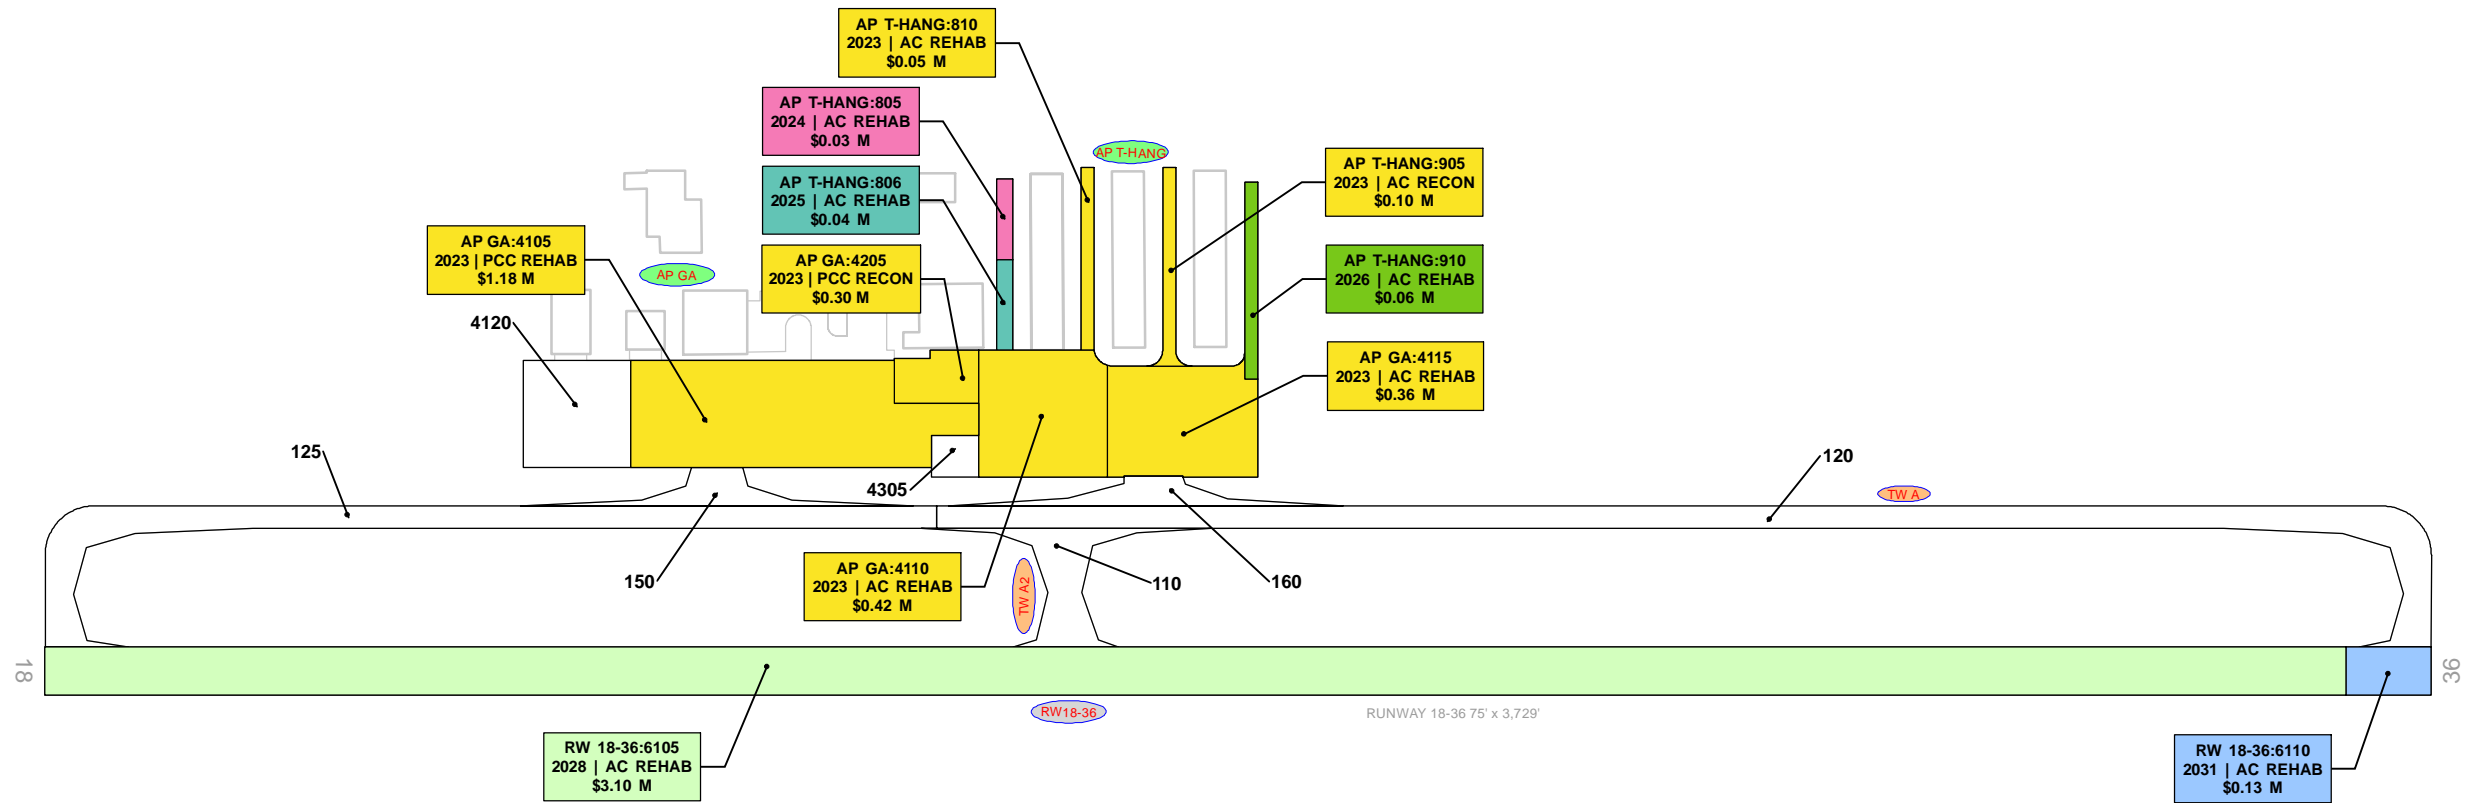 AP T-HANG:810
2023 | AC REHAB
$0.05 M
AP T-HANG:805
2024 | AC REHAB
$0.03 M
AP T-HANG
AP T-HANG:905
2023 | AC RECON
$0.10 M
AP T-HANG:806
2025 | AC REHAB
$0.04 M
AP GA:4105
2023 | PCC REHAB
$1.18 M
AP GA
AP GA:4205
2023 | PCC RECON
$0.30 M
AP T-HANG:910
2026 | AC REHAB
$0.06 M
4120
AP GA:4115
2023 | AC REHAB
$0.36 M
125
120
4305
TW A
150
AP GA:4110
2023 | AC REHAB
$0.42 M
TW A2
110
160
18
36
RW18-36
RUNWAY 18-36 75' x 3,729'
RW 18-36:6105
2028 | AC REHAB
$3.10 M
RW 18-36:6110
2031 | AC REHAB
$0.13 M